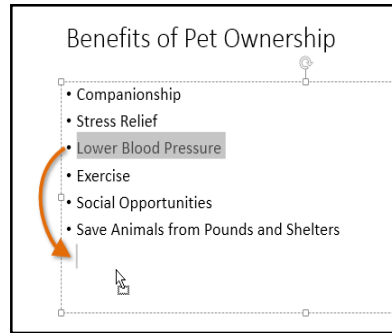 Benefits of Pet Ownership
• Companionship
• Stress Relief
• Lower Blood Pressure
• Exercise
• Social Opportunities
• Save Animals from Pounds and Shelters